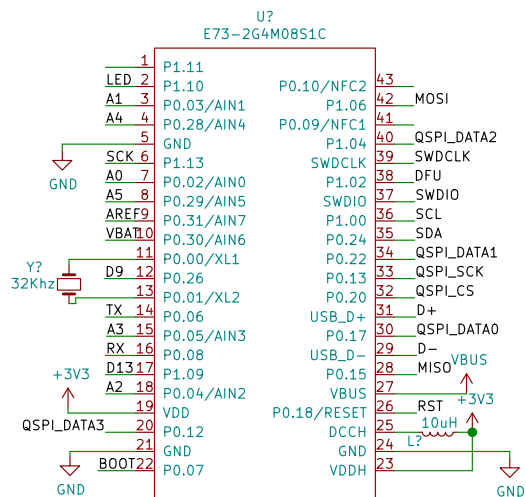 U?
E73-2G4M08S1C
1 P1.11
LED 2 P1.10
A1 3 P0.03/AIN1
A4 4 P0.28/AIN4
5 GND
GND
SCK 6 P1.13
A0 7 P0.02/AIN0
A5 8 P0.29/AIN5
AREF 9 P0.31/AIN7
VBAT 10 P0.30/AIN6
11 P0.00/XL1
Y?
32Khz
D9 12 P0.26
13 P0.01/XL2
TX 14 P0.06
A3 15 P0.05/AIN3
RX 16 P0.08
D13 17 P1.09
A2 18 P0.04/AIN2
+3V3
19 VDD
QSPI_DATA3 20 P0.12
21 GND
GND
BOOT 22 P0.07
P0.10/NFC2 43
P1.06 42 MOSI
P0.09/NFC1 41
P1.04 40 QSPI_DATA2
SWDCLK 39 SWDCLK
P1.02 38 DFU
SWDIO 37 SWDIO
P1.00 36 SCL
P0.24 35 SDA
P0.22 34 QSPI_DATA1
P0.13 33 QSPI_SCK
P0.20 32 QSPI_CS
USB_D+ 31 D+
P0.17 30 QSPI_DATA0
USB_D- 29 D-
P0.15 28 MISO
VBUS
VBUS 27
P0.18/RESET 26 RST
+3V3
DCCH 25 10uH
L?
GND 24
VDDH 23
GND